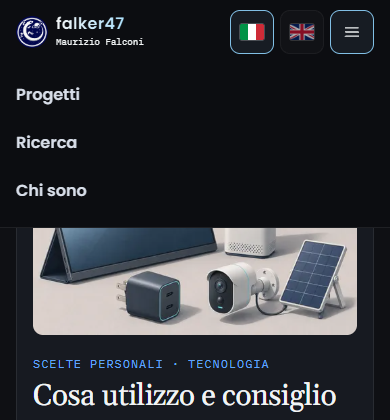 falker47
Maurizio Falconi
Progetti
Ricerca
Chi sono
SCELTE PERSONALI · TECNOLOGIA
Cosa utilizzo e consiglio